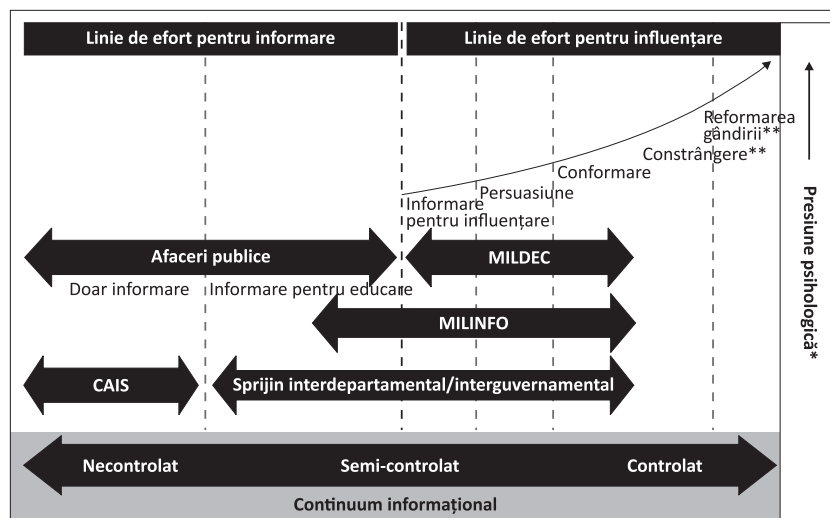 Linie de efort pentru informare
Linie de efort pentru influențare
Reformarea
gândirii**
Constrângere**
Conformare
Persuasiune
Informare
pentru influențare
Presiune psihologică*
Afaceri publice
MILDEC
Doar informare
Informare pentru educare
MILINFO
CAIS
Sprijin interdepartamental/interguvernamental
Necontrolat
Semi-controlat
Controlat
Continuum informațional